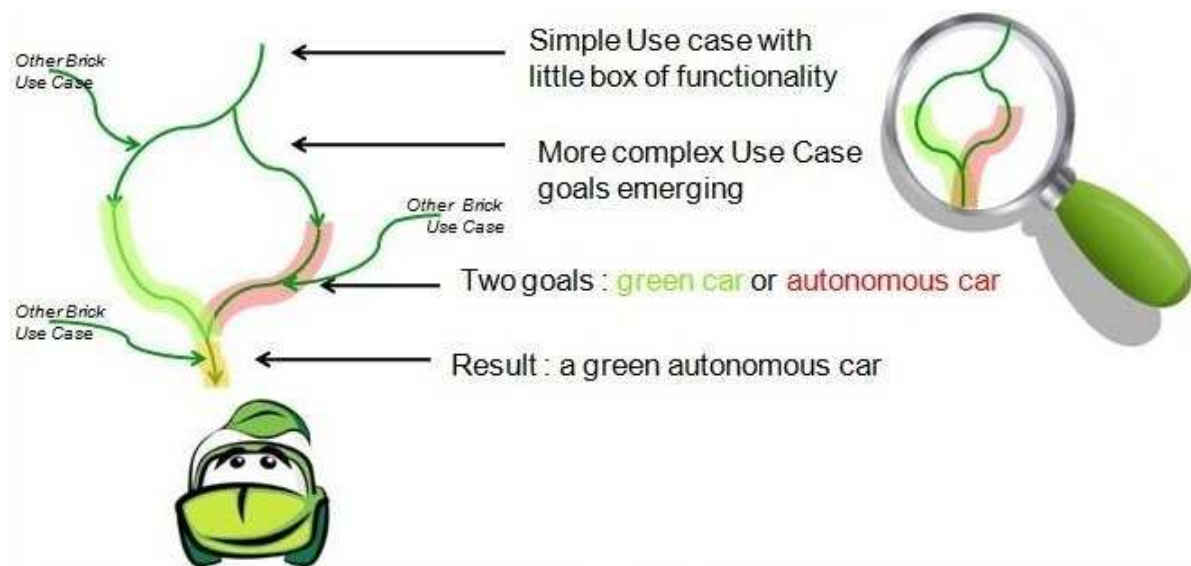 Simple Use case with
little box of functionality
Other Brick
Use Case
More complex Use Case
goals emerging
Other Brick
Use Case
Two goals : green car or autonomous car
Other Brick
Use Case
Result : a green autonomous car